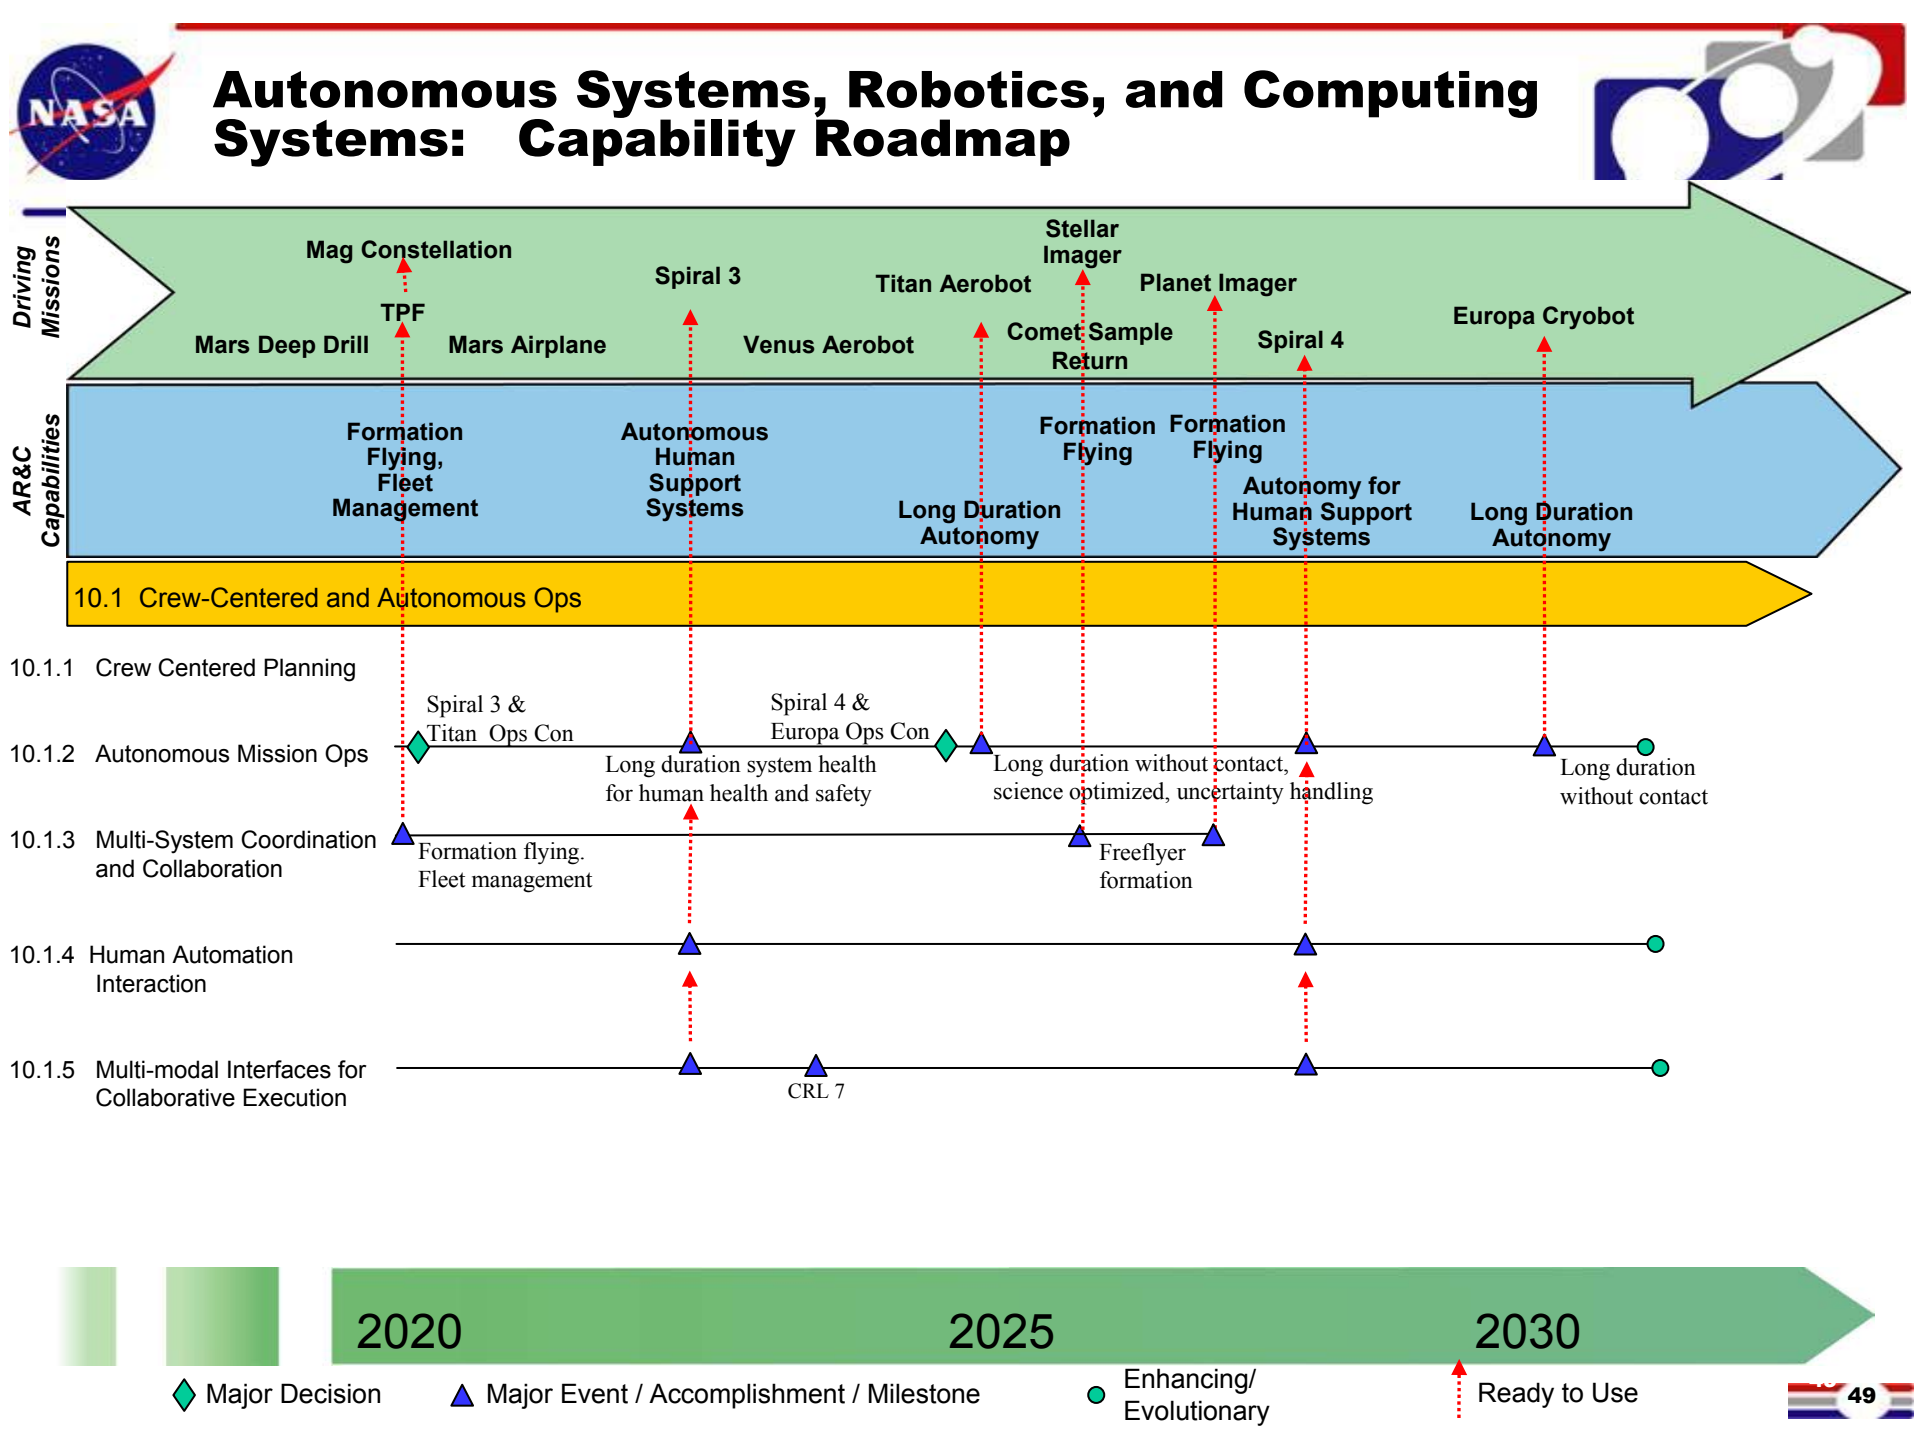 NASA
Autonomous Systems, Robotics, and Computing
Systems: Capability Roadmap
Driving
Missions
Mag Constellation
TPF
Mars Deep Drill
Mars Airplane
Spiral 3
Venus Aerobot
Titan Aerobot
Stellar
Imager
Comet Sample
Return
Planet Imager
Spiral 4
Europa Cryobot
AR&C
Capabilities
Formation
Flying,
Fleet
Management
Autonomous
Human
Support
Systems
Long Duration
Autonomy
Formation
Flying
Formation
Flying
Autonomy for
Human Support
Systems
Long Duration
Autonomy
10.1 Crew-Centered and Autonomous Ops
10.1.1 Crew Centered Planning
Spiral 3 &
Titan Ops Con
Spiral 4 &
Europa Ops Con
10.1.2 Autonomous Mission Ops
Long duration system health
for human health and safety
Long duration without contact,
science optimized, uncertainty handling
Long duration
without contact
10.1.3 Multi-System Coordination
and Collaboration
Formation flying.
Fleet management
Freeflyer
formation
10.1.4 Human Automation
Interaction
10.1.5 Multi-modal Interfaces for
Collaborative Execution
CRL 7
2020
2025
2030
Major Decision
Major Event / Accomplishment / Milestone
Enhancing/
Evolutionary
Ready to Use
49